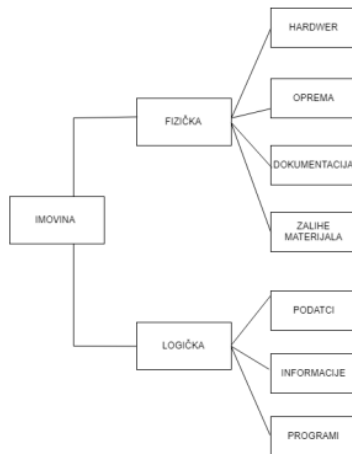 HARDWER
OPREMA
FIZIČKA
DOKUMENTACIJA
IMOVINA
ZALIHE
MATERIJALA
PODATCI
LOGIČKA
INFORMACIJE
PROGRAMI